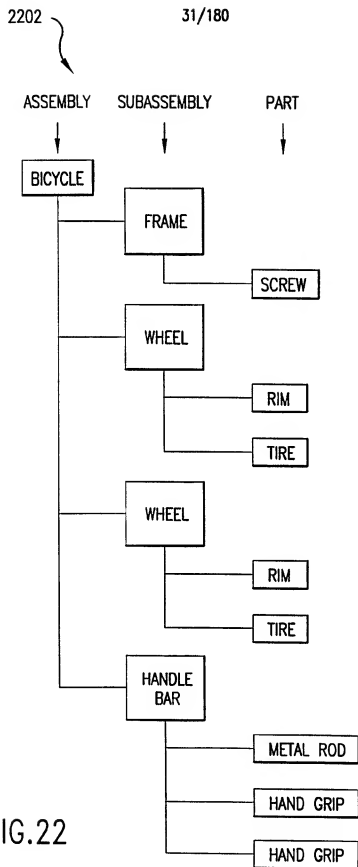 2202
31/180
ASSEMBLY SUBASSEMBLY PART
BICYCLE
FRAME
SCREW
WHEEL
RIM
TIRE
WHEEL
RIM
TIRE
HANDLE
BAR
METAL ROD
HAND GRIP
HAND GRIP
IG.22